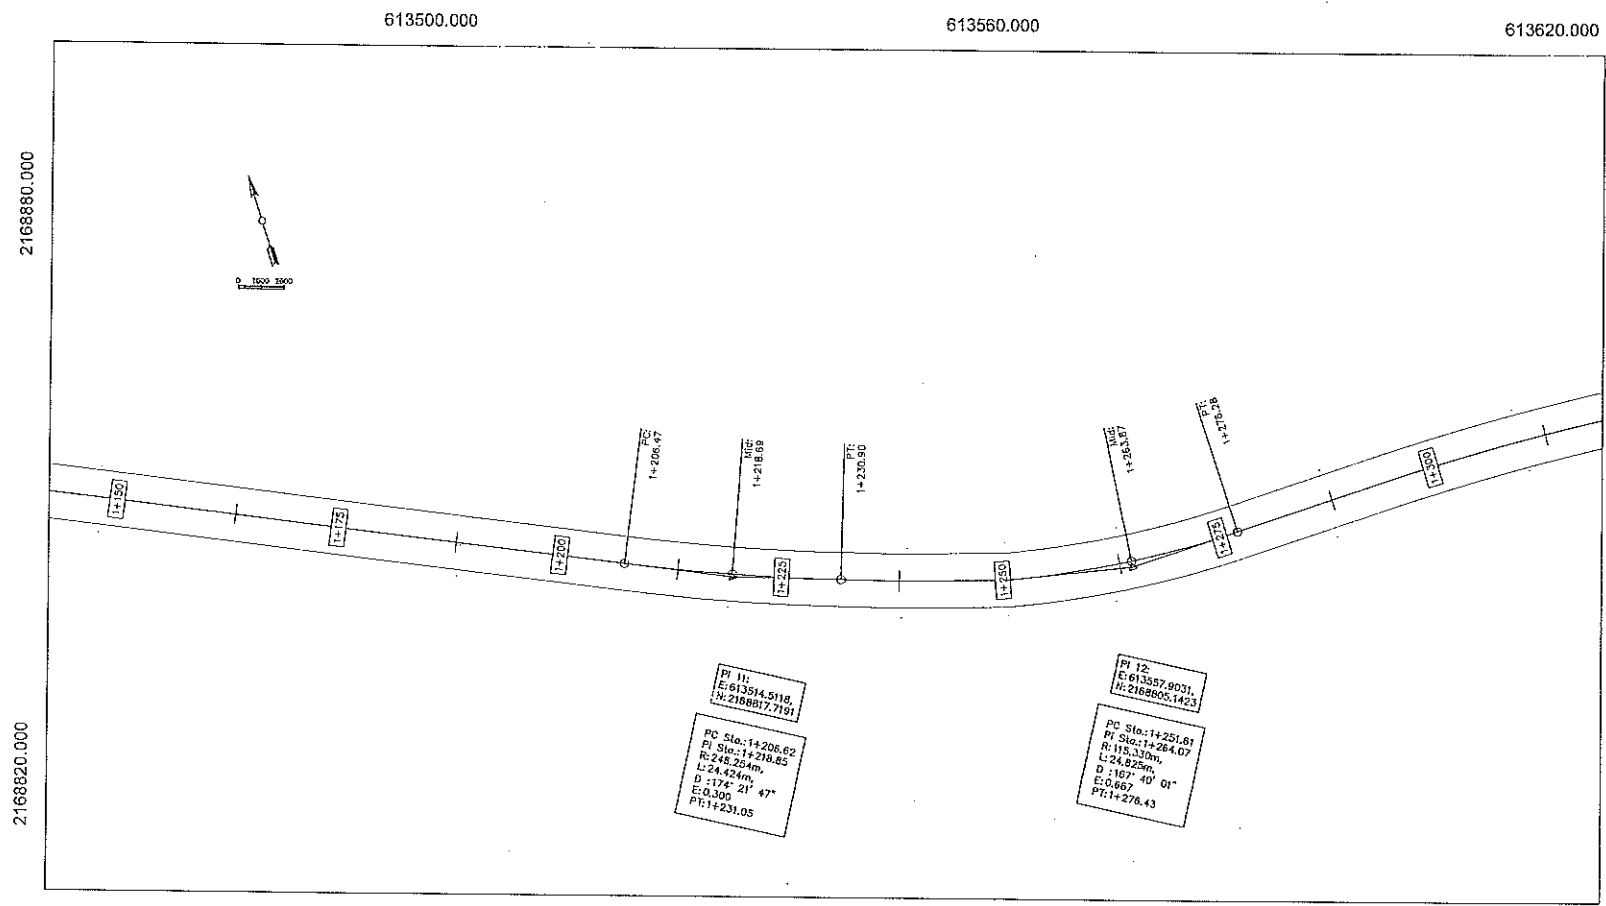 613500.000
613560.000
613620.000
2168880.000
2168820.000
0 1000 2000
PC:
1+206.47
Mid:
1+218.69
PT:
1+230.90
Mid:
1+263.87
PT:
1+276.28
1+150
1+175
1+200
1+225
1+250
1+275
1+300
PI 11:
E:613514.5118,
N:2168817.7191
PC Sta.:1+206.62
PI Sta.:1+218.85
R:248.254m,
L:24.424m,
D :174° 21' 47"
E:0.300
PT:1+231.05
PI 12:
E:613557.9031,
N:2168805.1423
PC Sta.:1+251.61
PI Sta.:1+264.07
R:115.330m,
L:24.825m,
D :167° 40' 01"
E:0.667
PT:1+276.43